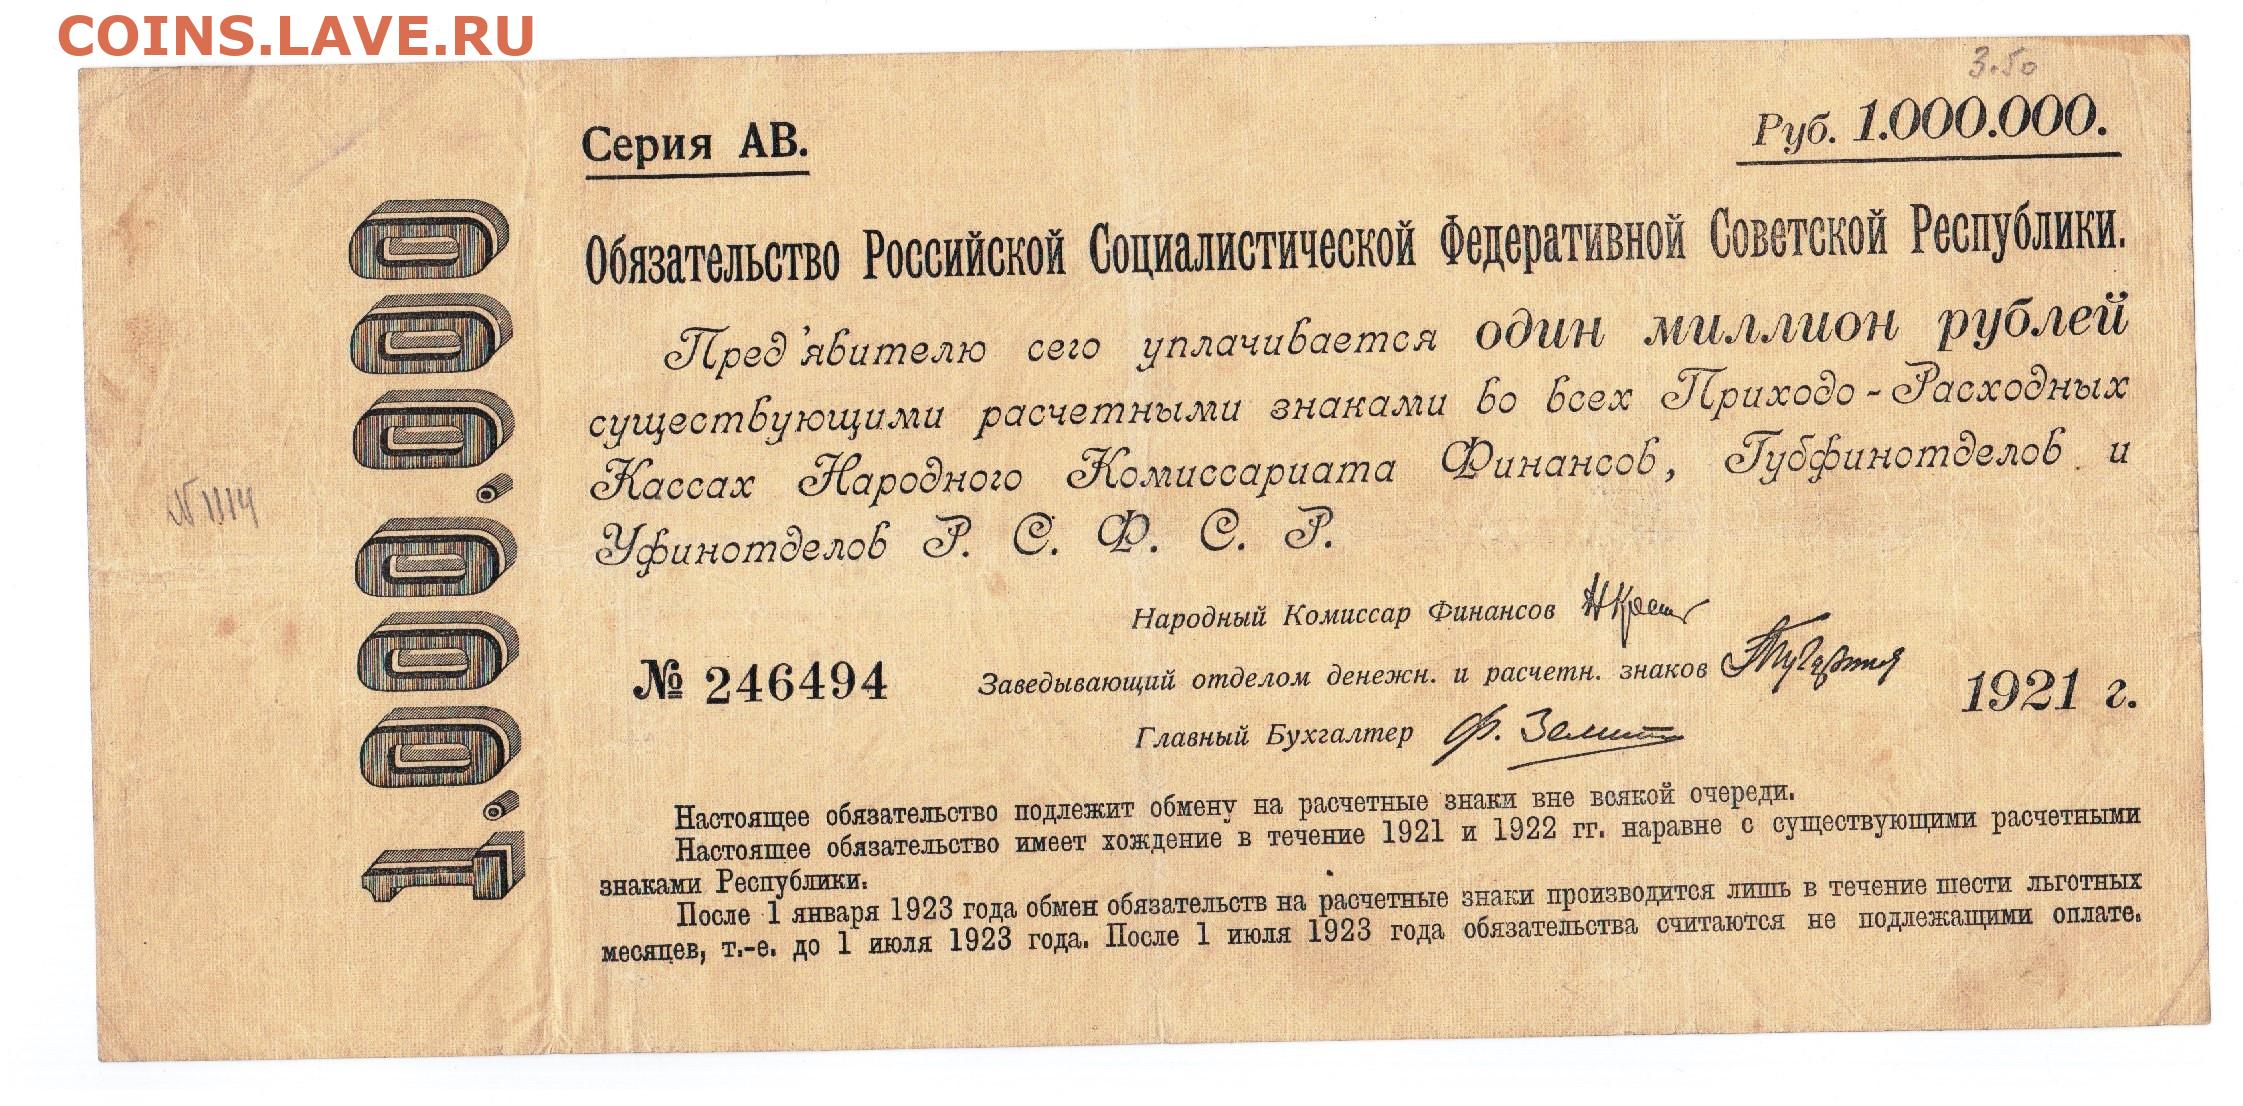 COINS.LAVE.RU
3.50
Серия АВ.
Руб. 1.000.000.
Обязательство Российской Социалистической Федеративной Советской Республики.
Пред'явителю сего уплачивается один миллион рублей
существующими расчетными знаками во всех Приходо-Расходных
Кассах Народного Комиссариата Финансов, Губфинотделов и
Уфинотделов Р. С. Ф. С. Р.
1.000.000
№ 1114
Народный Комиссар Финансов
№ 246494
Заведывающий отделом денежн. и расчетн. знаков
1921 г.
Главный Бухгалтер
Настоящее обязательство подлежит обмену на расчетные знаки вне всякой очереди.
Настоящее обязательство имеет хождение в течение 1921 и 1922 гг. наравне с существующими расчетными
знаками Республики.
После 1 января 1923 года обмен обязательств на расчетные знаки производится лишь в течение шести льготных
месяцев, т.-е. до 1 июля 1923 года. После 1 июля 1923 года обязательства считаются не подлежащими оплате.